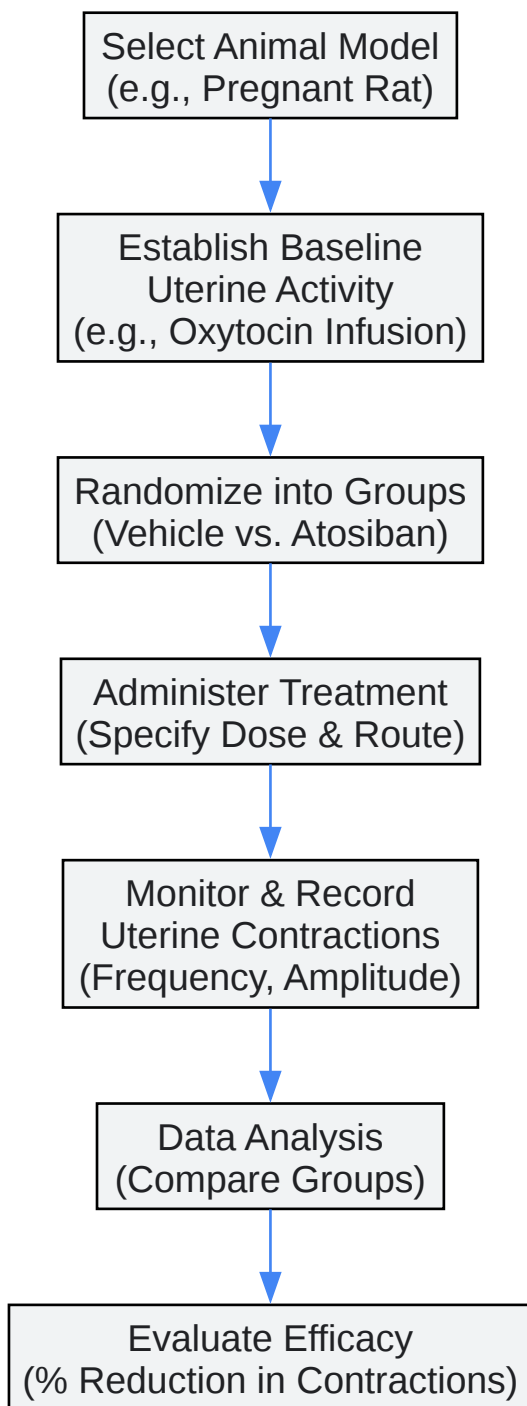 Select Animal Model
(e.g., Pregnant Rat)
Establish Baseline
Uterine Activity
(e.g., Oxytocin Infusion)
Randomize into Groups
(Vehicle vs. Atosiban)
Administer Treatment
(Specify Dose & Route)
Monitor & Record
Uterine Contractions
(Frequency, Amplitude)
Data Analysis
(Compare Groups)
Evaluate Efficacy
(% Reduction in Contractions)